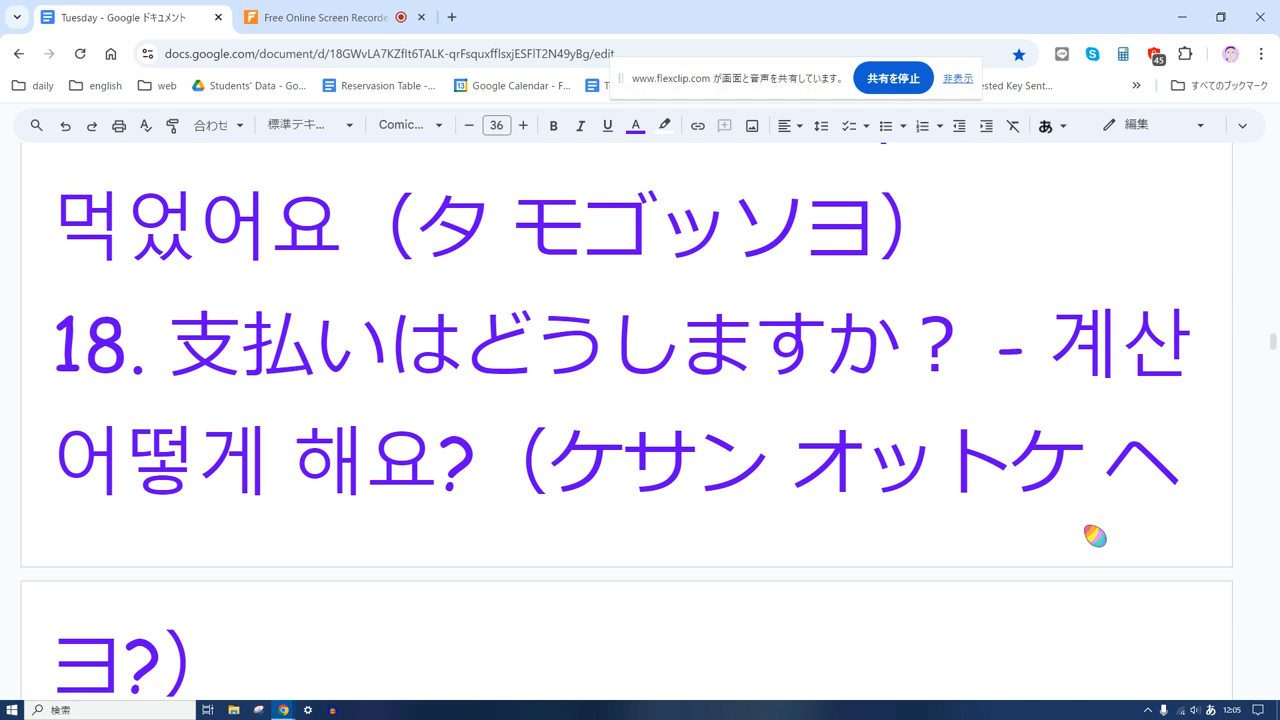 Tuesday - Google ドキュメント
Free Online Screen Recorde
docs.google.com/document/d/
/edit
45
www.flexclip.com が画面と音声を共有しています。
共有を停止
非表示
daily
english
Students' Data - Go...
Reservasion Table -...
Google Calendar - F...
ested Key Sent...
すべてのブックマーク
合わせ
標準テキ...
Comic...
36
編集
먹었어요 (タ モゴッソヨ)
18. 支払いはどうしますか？ - 계산
어떻게 해요? (ケサン オットケ ヘ
ヨ?)
検索
あ
12:05